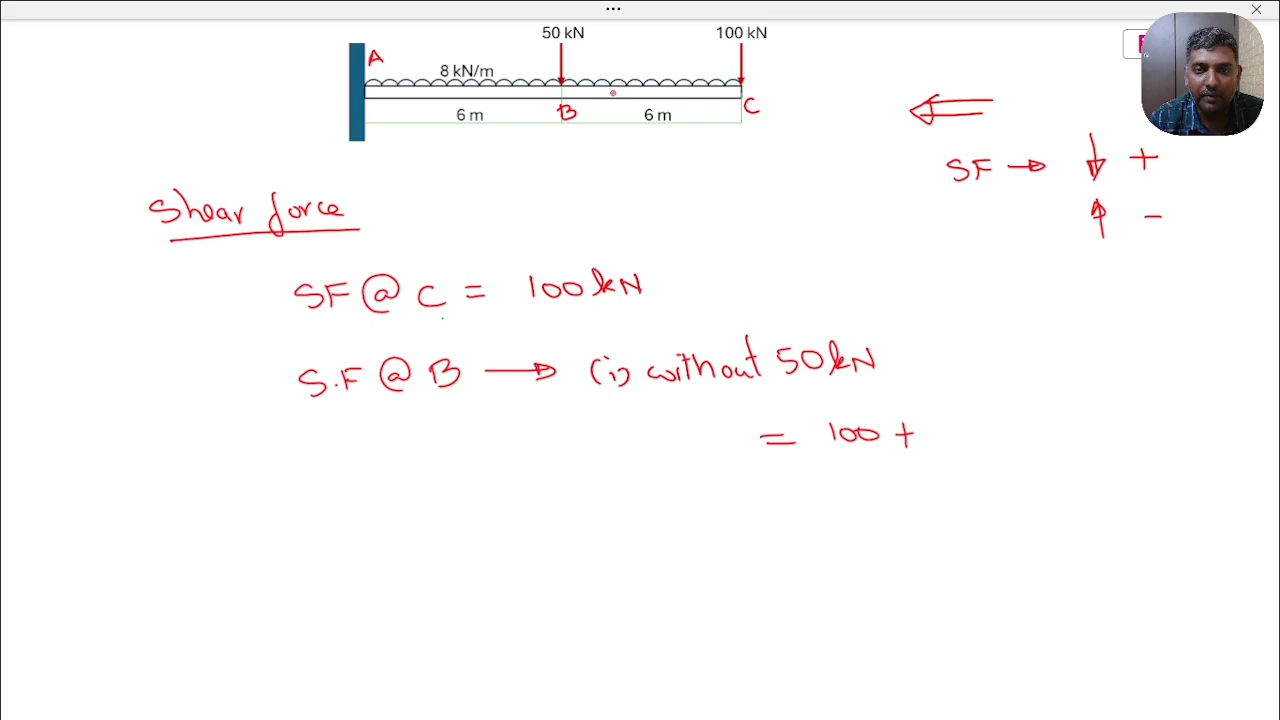 50 kN 100 kN
A
8 kN/m
B C
6 m 6 m
SF → ↓ +
↑ -
Shear force
SF @ C = 100 kN
S.F @ B → (i) without 50 kN
= 100 +